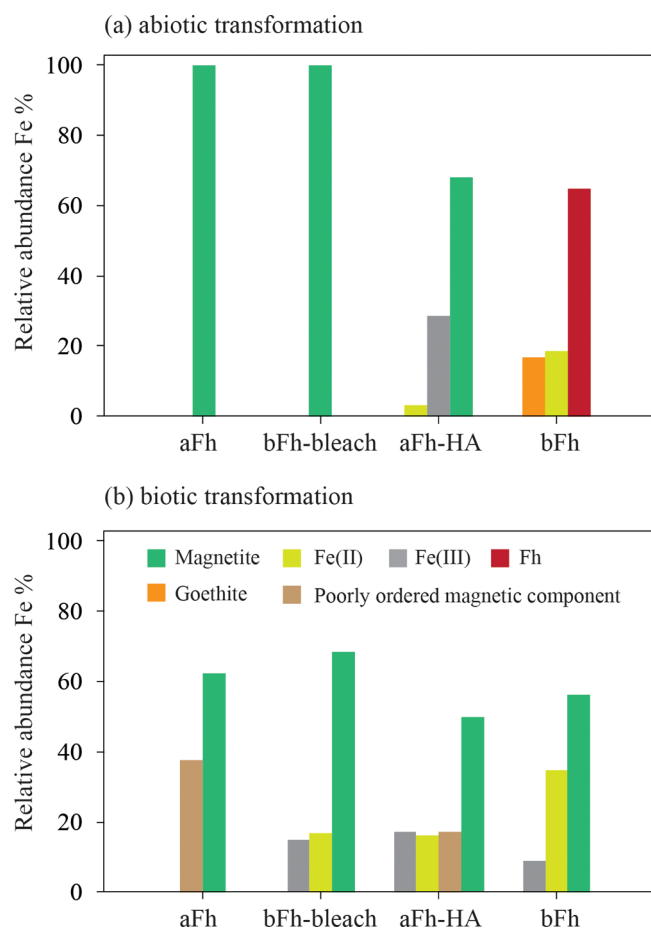 (a) abiotic transformation
Relative abundance Fe %
100
80
60
40
20
0
aFh bFh-bleach aFh-HA bFh
(b) biotic transformation
Relative abundance Fe %
100
80
60
40
20
0
Magnetite Fe(II) Fe(III) Fh
Goethite Poorly ordered magnetic component
aFh bFh-bleach aFh-HA bFh